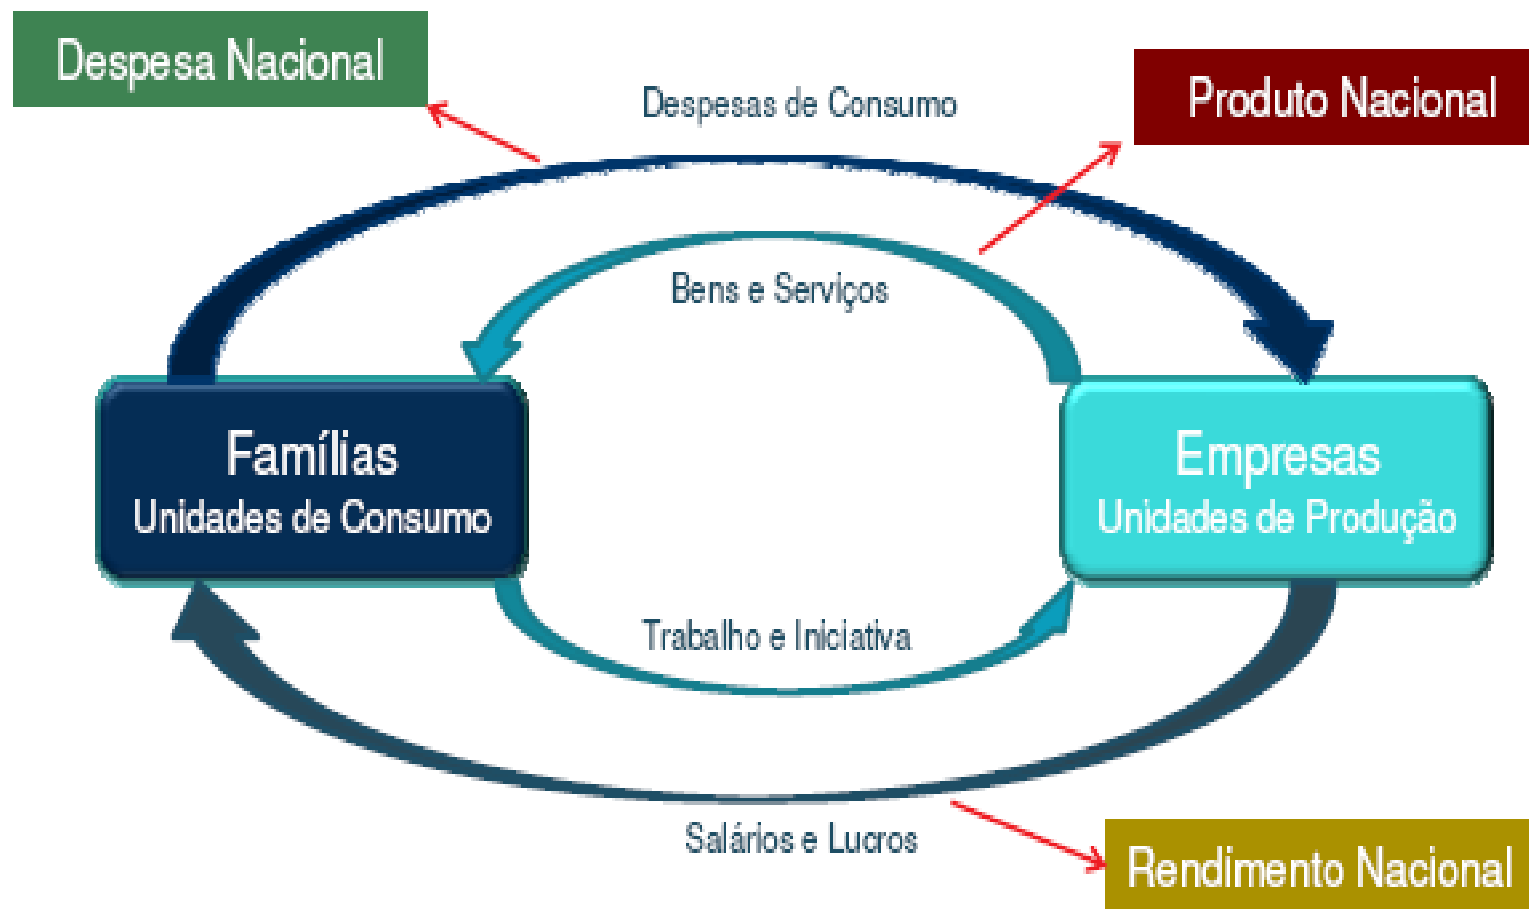 Despesa Nacional
Despesas de Consumo
Produto Nacional
Bens e Serviços
Famílias
Unidades de Consumo
Empresas
Unidades de Produção
Trabalho e Iniciativa
Salários e Lucros
Rendimento Nacional